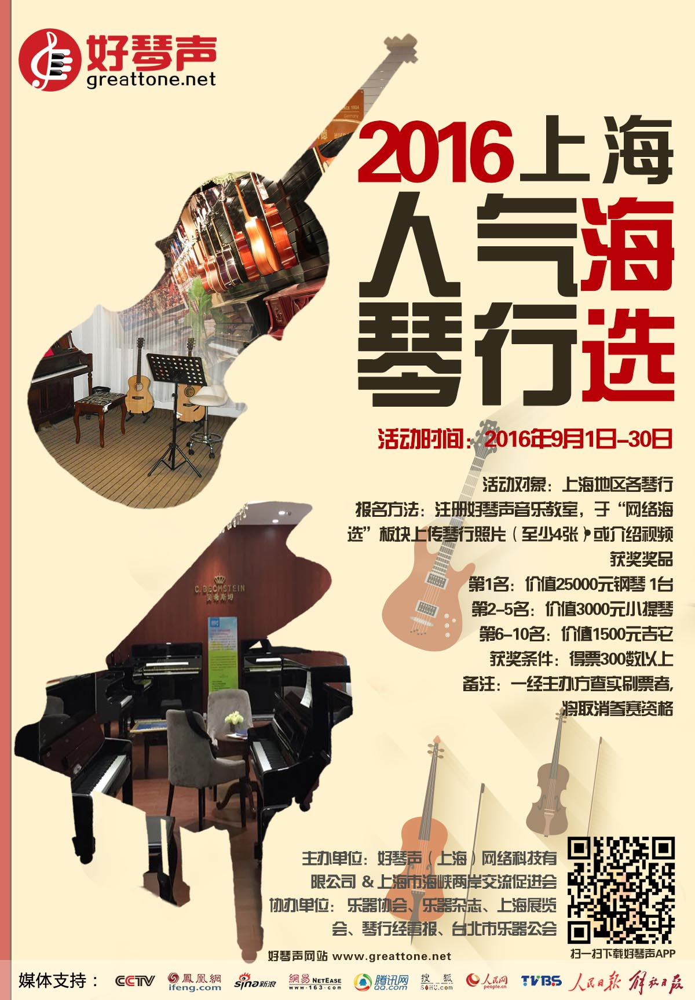 好琴声
greattone.net
SINCE 1924
Germany
2016上海
人气海
琴行选
活动时间：2016年9月1日-30日
活动对象：上海地区各琴行
报名方法：注册好琴声音乐教室，于“网络海
选”板块上传琴行照片（至少4张）或介绍视频
获奖奖品
第1名：价值25000元钢琴 1台
第2-5名：价值3000元小提琴
第6-10名：价值1500元吉它
获奖条件：得票300数以上
备注：一经主办方查实刷票者,
将取消参赛资格
C. BECHSTEIN
贝希斯坦
主办单位：好琴声（上海）网络科技有
限公司 & 上海市海峡两岸交流促进会
协办单位： 乐器协会、乐器杂志、上海展览
会、琴行经营报、台北市乐器公会
好琴声网站 www.greattone.net
扫一扫下载好琴声APP
媒体支持： CCTV 鳳凰網 ifeng.com sina新浪 網易 NETEASE www.163.com 腾讯网 QQ.com 搜狐 SOHU.com 人民网 people.cn TVBS 人民日报 解放日报